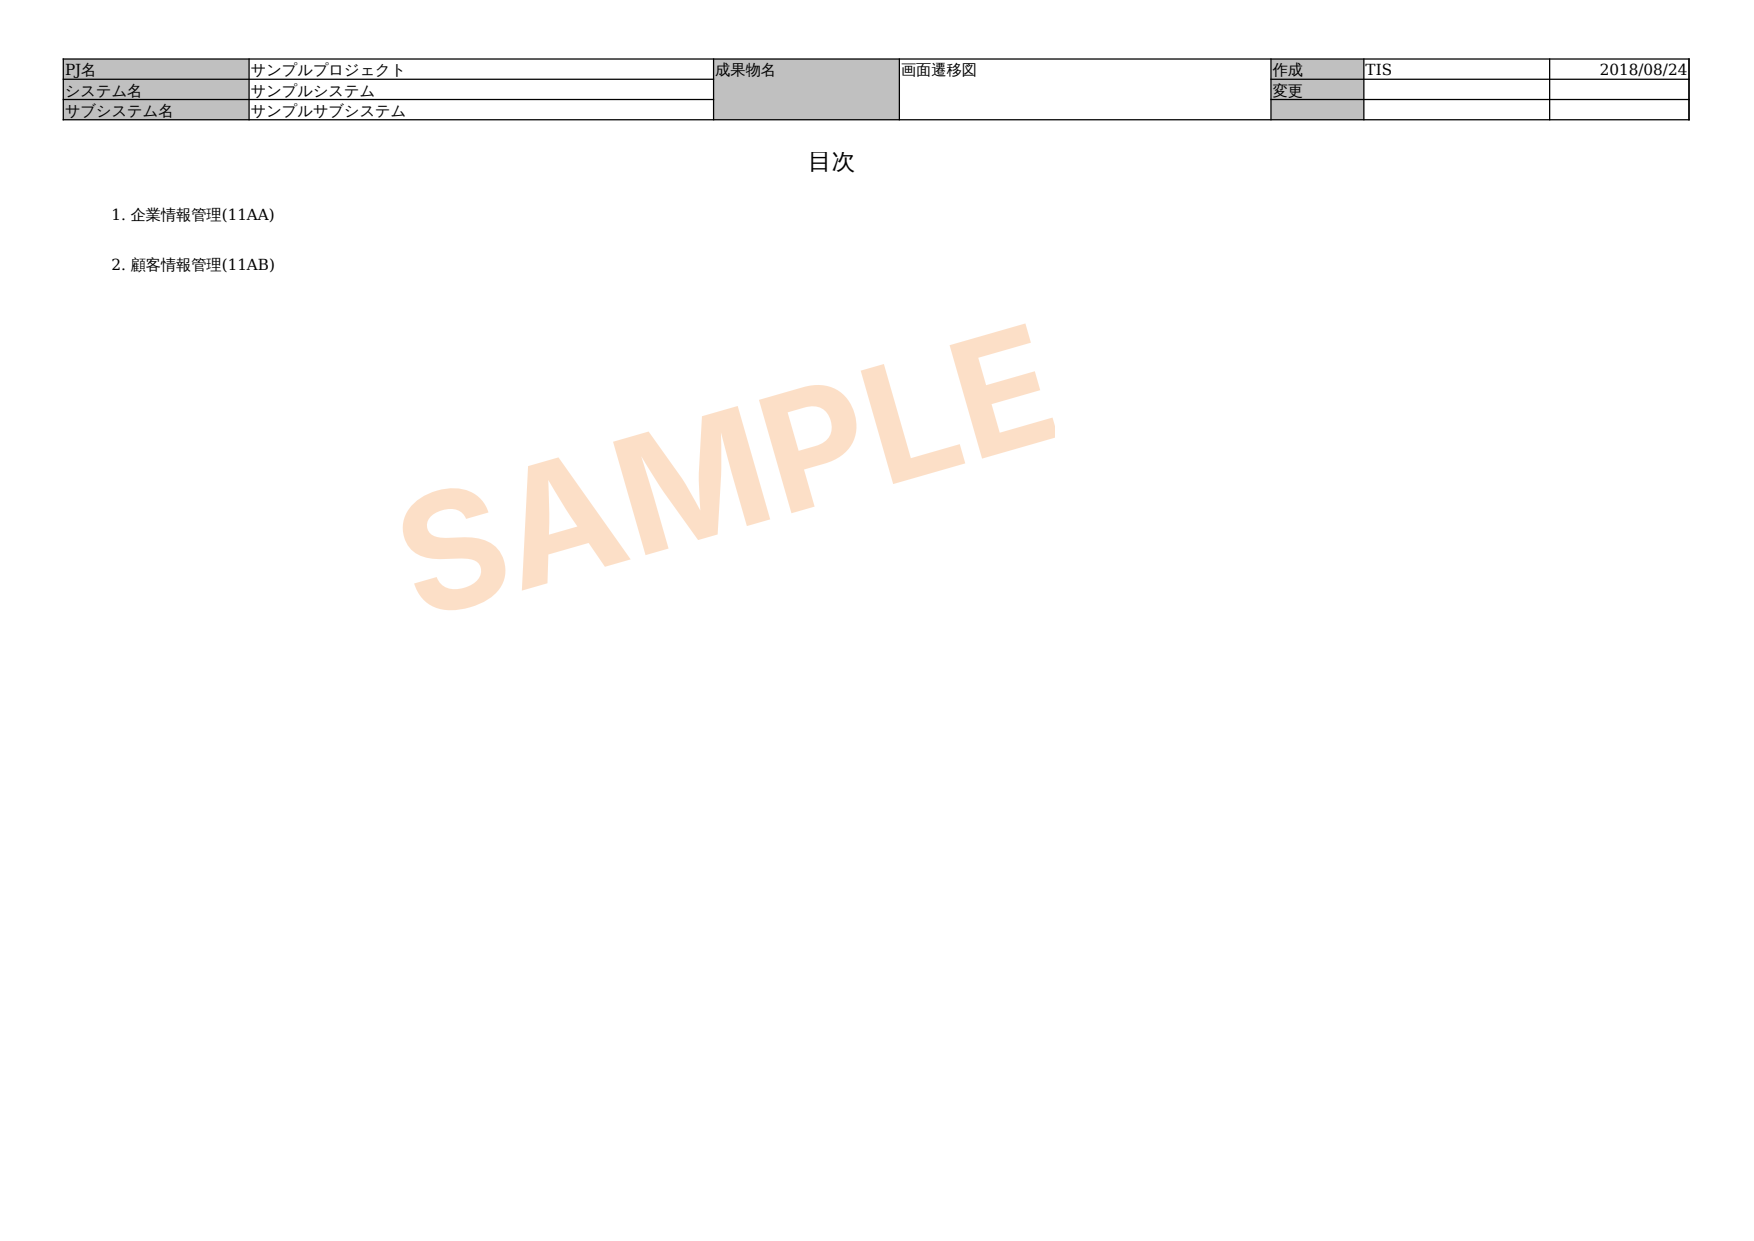 PJ名 サンプルプロジェクト 成果物名 画面遷移図 作成 TIS 2018/08/24
システム名 サンプルシステム 変更
サブシステム名 サンプルサブシステム
目次
1. 企業情報管理(11AA)
2. 顧客情報管理(11AB)
SAMPLE